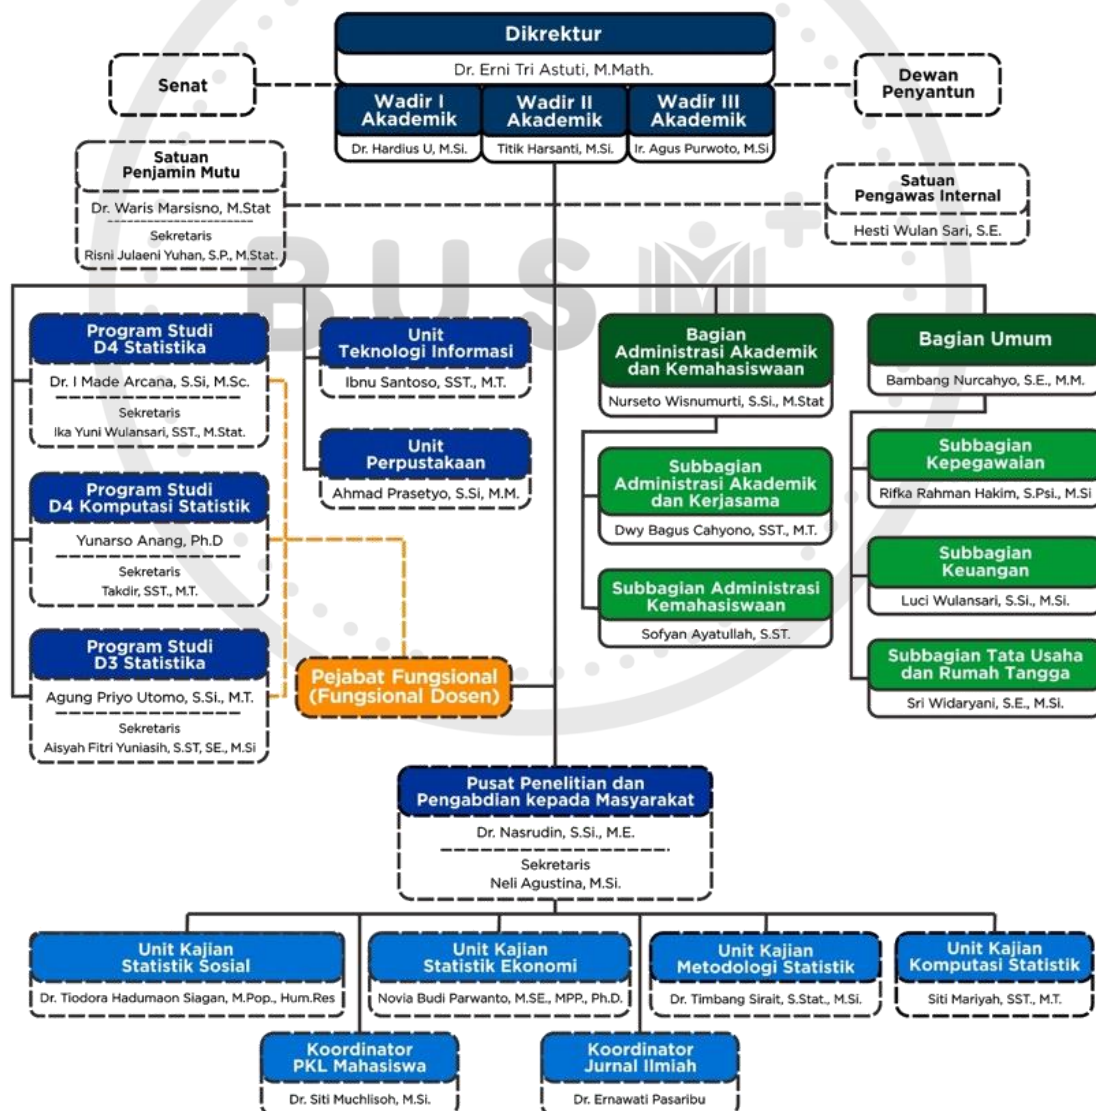 Dikrektur
Dr. Erni Tri Astuti, M.Math.
Senat
Dewan
Penyantun
Wadir I
Akademik
Dr. Hardius U, M.Si.
Wadir II
Akademik
Titik Harsanti, M.Si.
Wadir III
Akademik
Ir. Agus Purwoto, M.Si
Satuan
Penjamin Mutu
Dr. Waris Marsisno, M.Stat
Sekretaris
Risni Julaeni Yuhan, S.P., M.Stat.
Satuan
Pengawas Internal
Hesti Wulan Sari, S.E.
BUS
Program Studi
D4 Statistika
Dr. I Made Arcana, S.Si, M.Sc.
Sekretaris
Ika Yuni Wulansari, SST., M.Stat.
Program Studi
D4 Komputasi Statistik
Yunarso Anang, Ph.D
Sekretaris
Takdir, SST., M.T.
Program Studi
D3 Statistika
Agung Priyo Utomo, S.Si., M.T.
Sekretaris
Aisyah Fitri Yuniasih, S.ST, SE., M.Si
Unit
Teknologi Informasi
Ibnu Santoso, SST., M.T.
Unit
Perpustakaan
Ahmad Prasetyo, S.Si, M.M.
Pejabat Fungsional
(Fungsional Dosen)
Bagian
Administrasi Akademik
dan Kemahasiswaan
Nurseto Wisnumurti, S.Si., M.Stat
Subbagian
Administrasi Akademik
dan Kerjasama
Dwy Bagus Cahyono, SST., M.T.
Subbagian Administrasi
Kemahasiswaan
Sofyan Ayatullah, S.ST.
Bagian Umum
Bambang Nurcahyo, S.E., M.M.
Subbagian
Kepegawaian
Rifka Rahman Hakim, S.Psi., M.Si
Subbagian
Keuangan
Luci Wulansari, S.Si., M.Si.
Subbagian Tata Usaha
dan Rumah Tangga
Sri Widaryani, S.E., M.Si.
Pusat Penelitian dan
Pengabdian kepada Masyarakat
Dr. Nasrudin, S.Si., M.E.
Sekretaris
Neli Agustina, M.Si.
Unit Kajian
Statistik Sosial
Dr. Tiodora Hadumaon Siagan, M.Pop., Hum.Res
Unit Kajian
Statistik Ekonomi
Novia Budi Parwanto, M.SE., MPP., Ph.D.
Unit Kajian
Metodologi Statistik
Dr. Timbang Sirait, S.Stat., M.Si.
Unit Kajian
Komputasi Statistik
Siti Mariyah, SST., M.T.
Koordinator
PKL Mahasiswa
Dr. Siti Muchlisoh, M.Si.
Koordinator
Jurnal Ilmiah
Dr. Ernawati Pasaribu